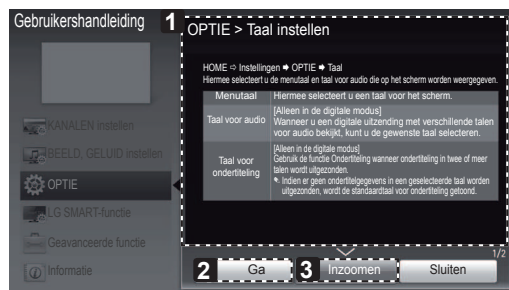 Gebruikershandleiding
1
OPTIE > Taal instellen
HOME ⇨ Instellingen ➡ OPTIE ➡ Taal
Hiermee selecteert u de menutaal en taal voor audio die op het scherm worden weergegeven.
Menutaal Hiermee selecteert u een taal voor het scherm.
Taal voor audio
[Alleen in de digitale modus]
Wanneer u een digitale uitzending met verschillende talen
voor audio bekijkt, kunt u de gewenste taal selecteren.
Taal voor
ondertiteling
[Alleen in de digitale modus]
Gebruik de functie Ondertiteling wanneer ondertiteling in twee of meer
talen wordt uitgezonden.
Indien er geen ondertitelgegevens in een geselecteerde taal worden
uitgezonden, wordt de standaardtaal voor ondertiteling getoond.
KANALEN instellen
BEELD, GELUID instellen
OPTIE
LG SMART-functie
Geavanceerde functie
Informatie
1/2
2 Ga
3 Inzoomen
Sluiten